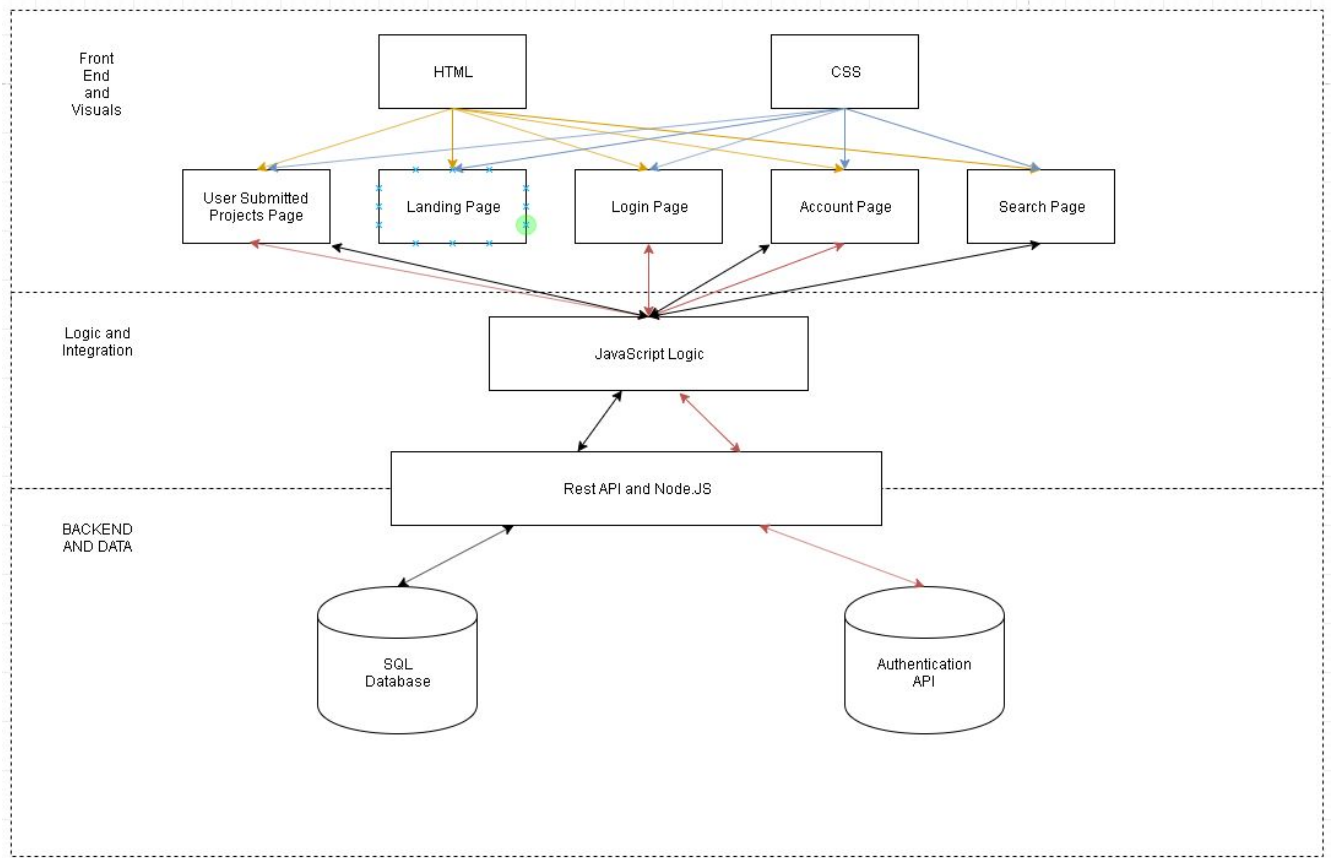 Front
End
and
Visuals
HTML
CSS
User Submitted
Projects Page
Landing Page
Login Page
Account Page
Search Page
Logic and
Integration
JavaScript Logic
Rest API and Node.JS
BACKEND
AND DATA
SQL
Database
Authentication
API